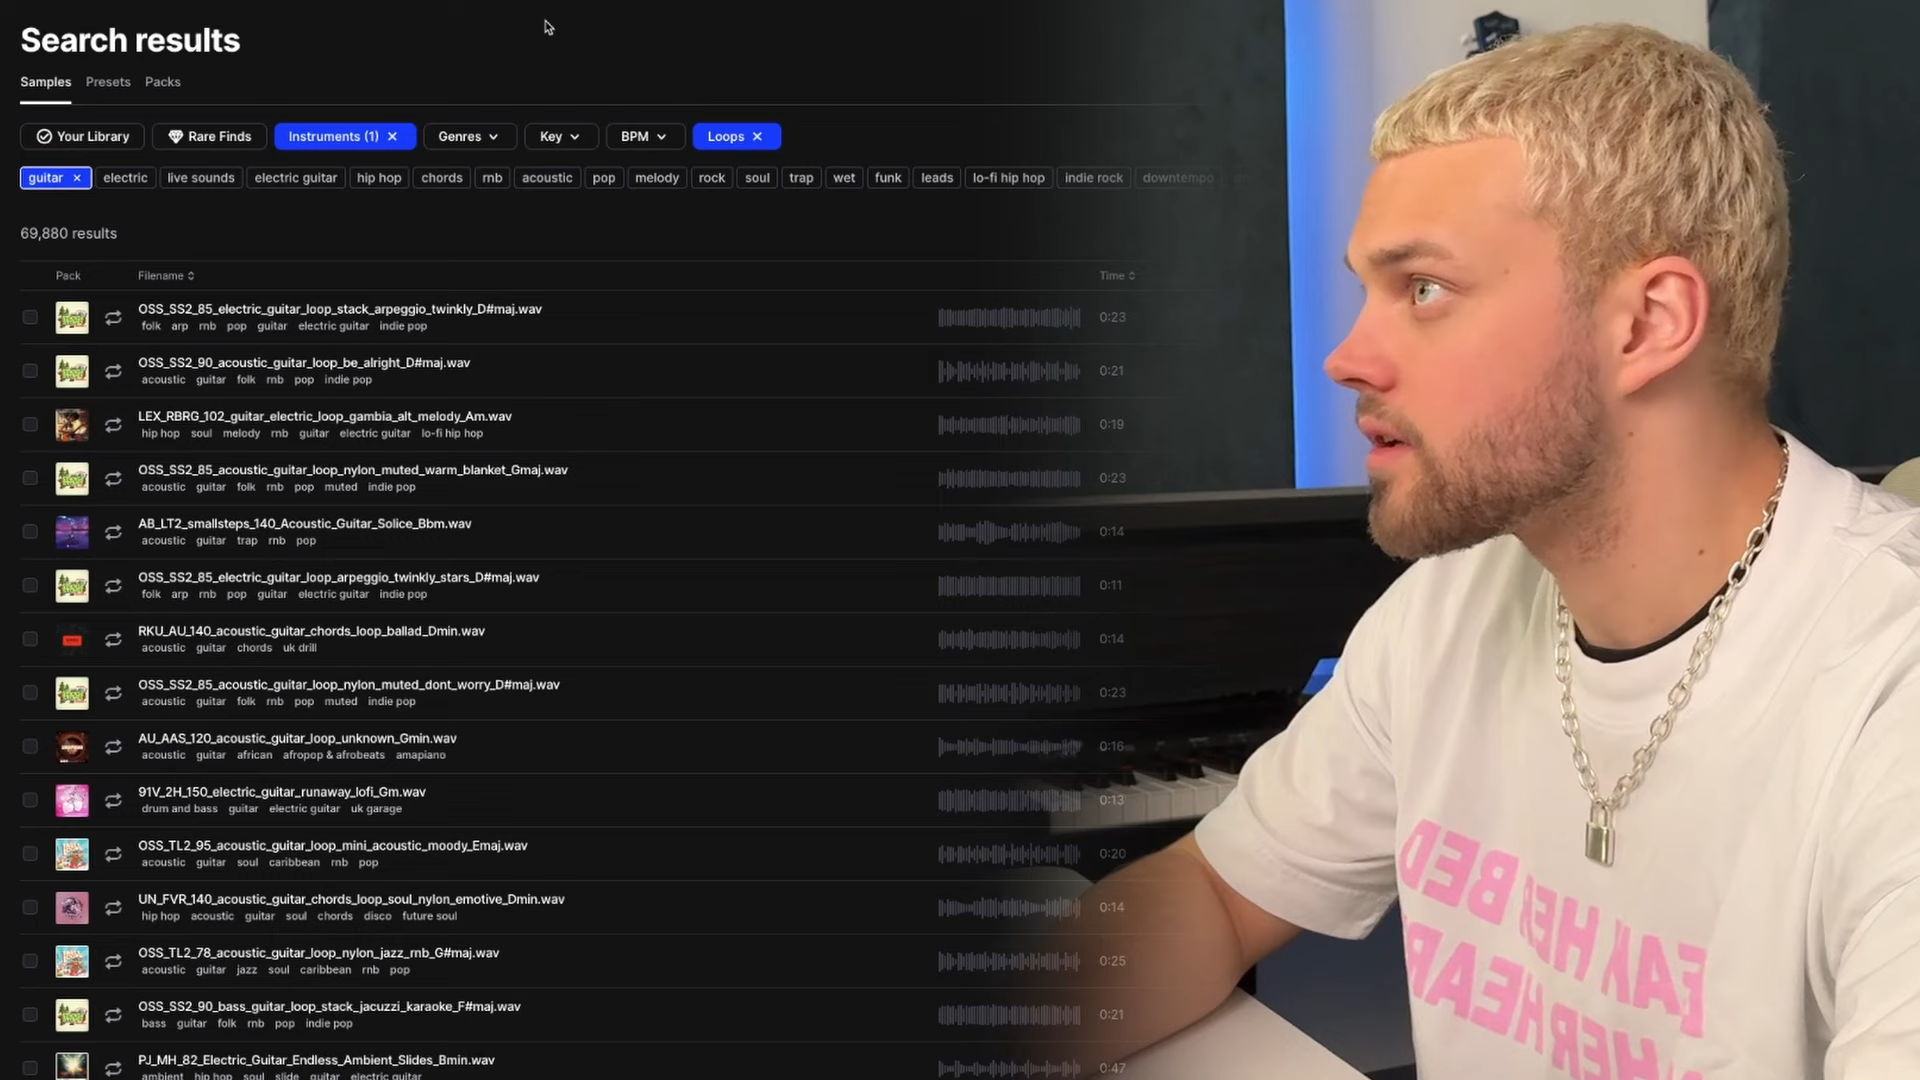 Search results
Samples Presets Packs
Your Library Rare Finds Instruments (1) Genres Key BPM Loops
guitar electric live sounds electric guitar hip hop chords rnb acoustic pop melody rock soul trap wet funk leads lo-fi hip hop indie rock downtempo
69,880 results
Pack Filename Time
OSS_SS2_85_electric_guitar_loop_stack_arpeggio_twinkly_D#maj.wav
folk arp rnb pop guitar electric guitar indie pop
0:23
OSS_SS2_90_acoustic_guitar_loop_be_alright_D#maj.wav
acoustic guitar folk rnb pop indie pop
0:21
LEX_RBRG_102_guitar_electric_loop_gambia_alt_melody_Am.wav
hip hop soul melody rnb guitar electric guitar lo-fi hip hop
0:19
OSS_SS2_85_acoustic_guitar_loop_nylon_muted_warm_blanket_Gmaj.wav
acoustic guitar folk rnb pop muted indie pop
0:23
AB_LT2_smallsteps_140_Acoustic_Guitar_Solice_Bbm.wav
acoustic guitar trap rnb pop
0:14
OSS_SS2_85_electric_guitar_loop_arpeggio_twinkly_stars_D#maj.wav
folk arp rnb pop guitar electric guitar indie pop
0:11
RKU_AU_140_acoustic_guitar_chords_loop_ballad_Dmin.wav
acoustic guitar chords uk drill
0:14
OSS_SS2_85_acoustic_guitar_loop_nylon_muted_dont_worry_D#maj.wav
acoustic guitar folk rnb pop muted indie pop
0:23
AU_AAS_120_acoustic_guitar_loop_unknown_Gmin.wav
acoustic guitar african afropop & afrobeats amapiano
0:16
91V_2H_150_electric_guitar_runaway_lofi_Gm.wav
drum and bass guitar electric guitar uk garage
0:13
OSS_TL2_95_acoustic_guitar_loop_mini_acoustic_moody_Emaj.wav
acoustic guitar soul caribbean rnb pop
0:20
UN_FVR_140_acoustic_guitar_chords_loop_soul_nylon_emotive_Dmin.wav
hip hop acoustic guitar soul chords disco future soul
0:14
OSS_TL2_78_acoustic_guitar_loop_nylon_jazz_rnb_G#maj.wav
acoustic guitar jazz soul caribbean rnb pop
0:25
OSS_SS2_90_bass_guitar_loop_stack_jacuzzi_karaoke_F#maj.wav
bass guitar folk rnb pop indie pop
0:21
PJ_MH_82_Electric_Guitar_Endless_Ambient_Slides_Bmin.wav
ambient hip hop soul slide guitar electric guitar
0:47
HER BED
HER HEAR